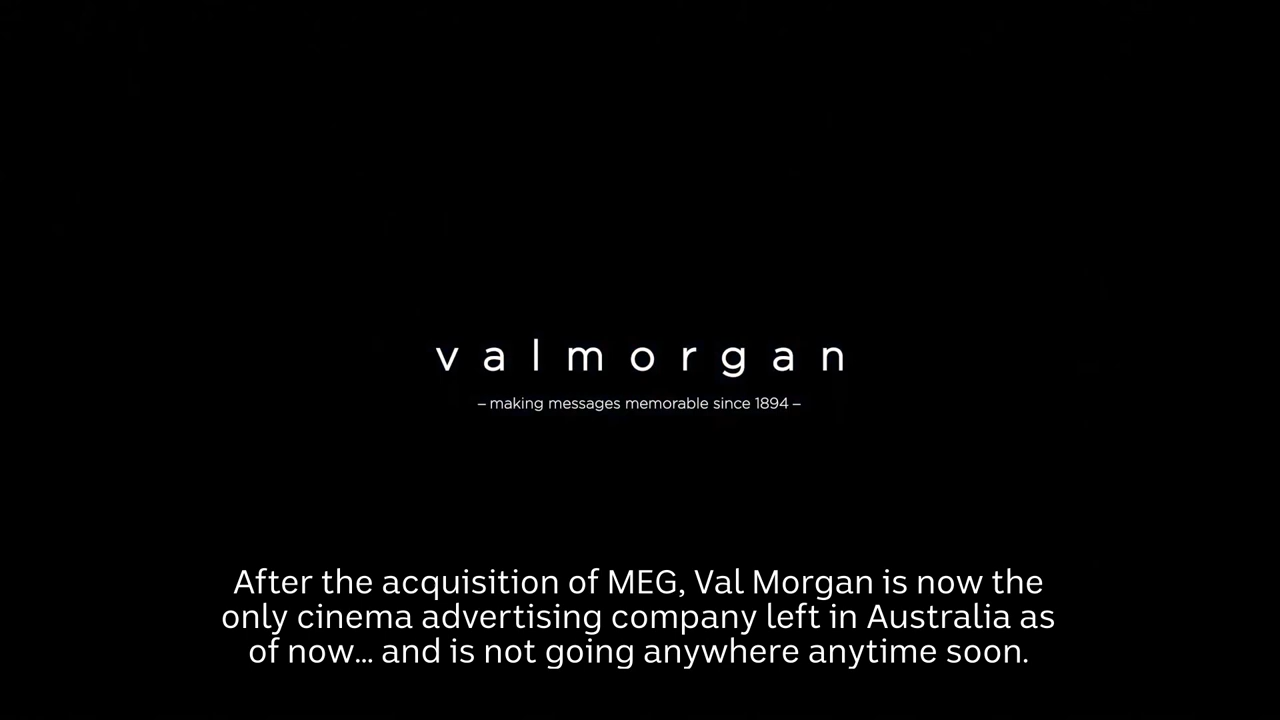 valmorgan
– making messages memorable since 1894 –
After the acquisition of MEG, Val Morgan is now the
only cinema advertising company left in Australia as
of now... and is not going anywhere anytime soon.